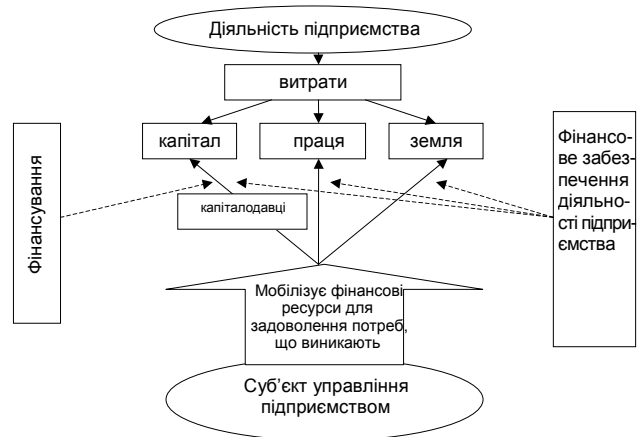 Діяльність підприємства
витрати
капітал
праця
земля
Фінансування
Фінансо-
ве забез-
печення
діяльно-
сті підпри-
ємства
капіталодавці
Мобілізує фінансові
ресурси для
задоволення потреб,
що виникають
Суб’єкт управління
підприємством